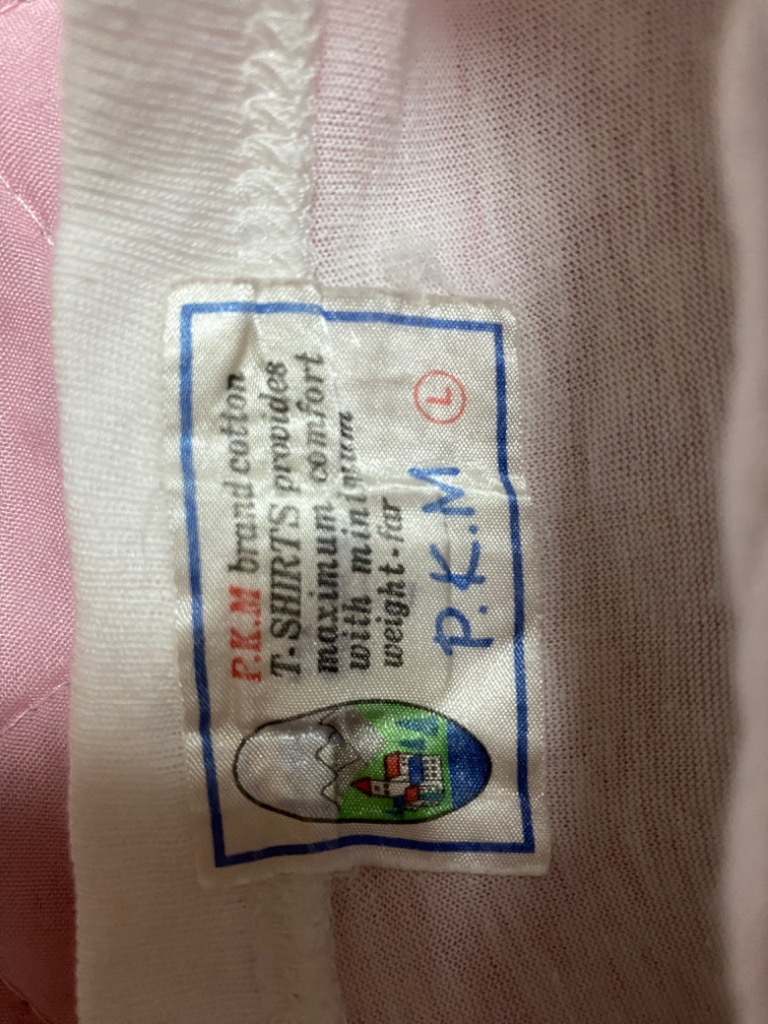 P.K.M brand cotton
T-SHIRTS provides
maximum comfort
with minimum
weight-far
P.K.M L